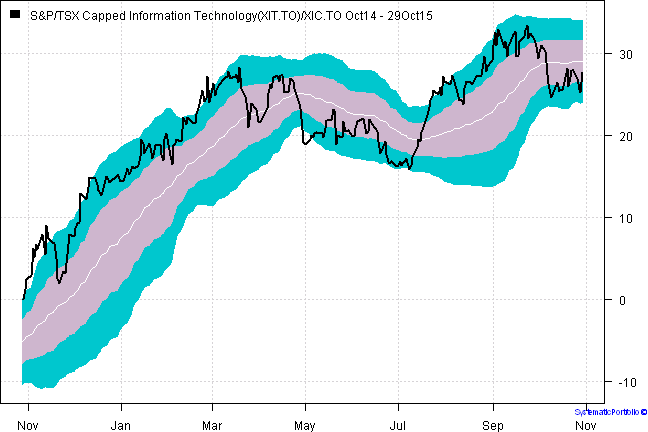 S&P/TSX Capped Information Technology(XIT.TO)/XIC.TO Oct14 - 29Oct15
30
20
10
0
-10
SystematicPortfolio ©
Nov Jan Mar May Jul Sep Nov